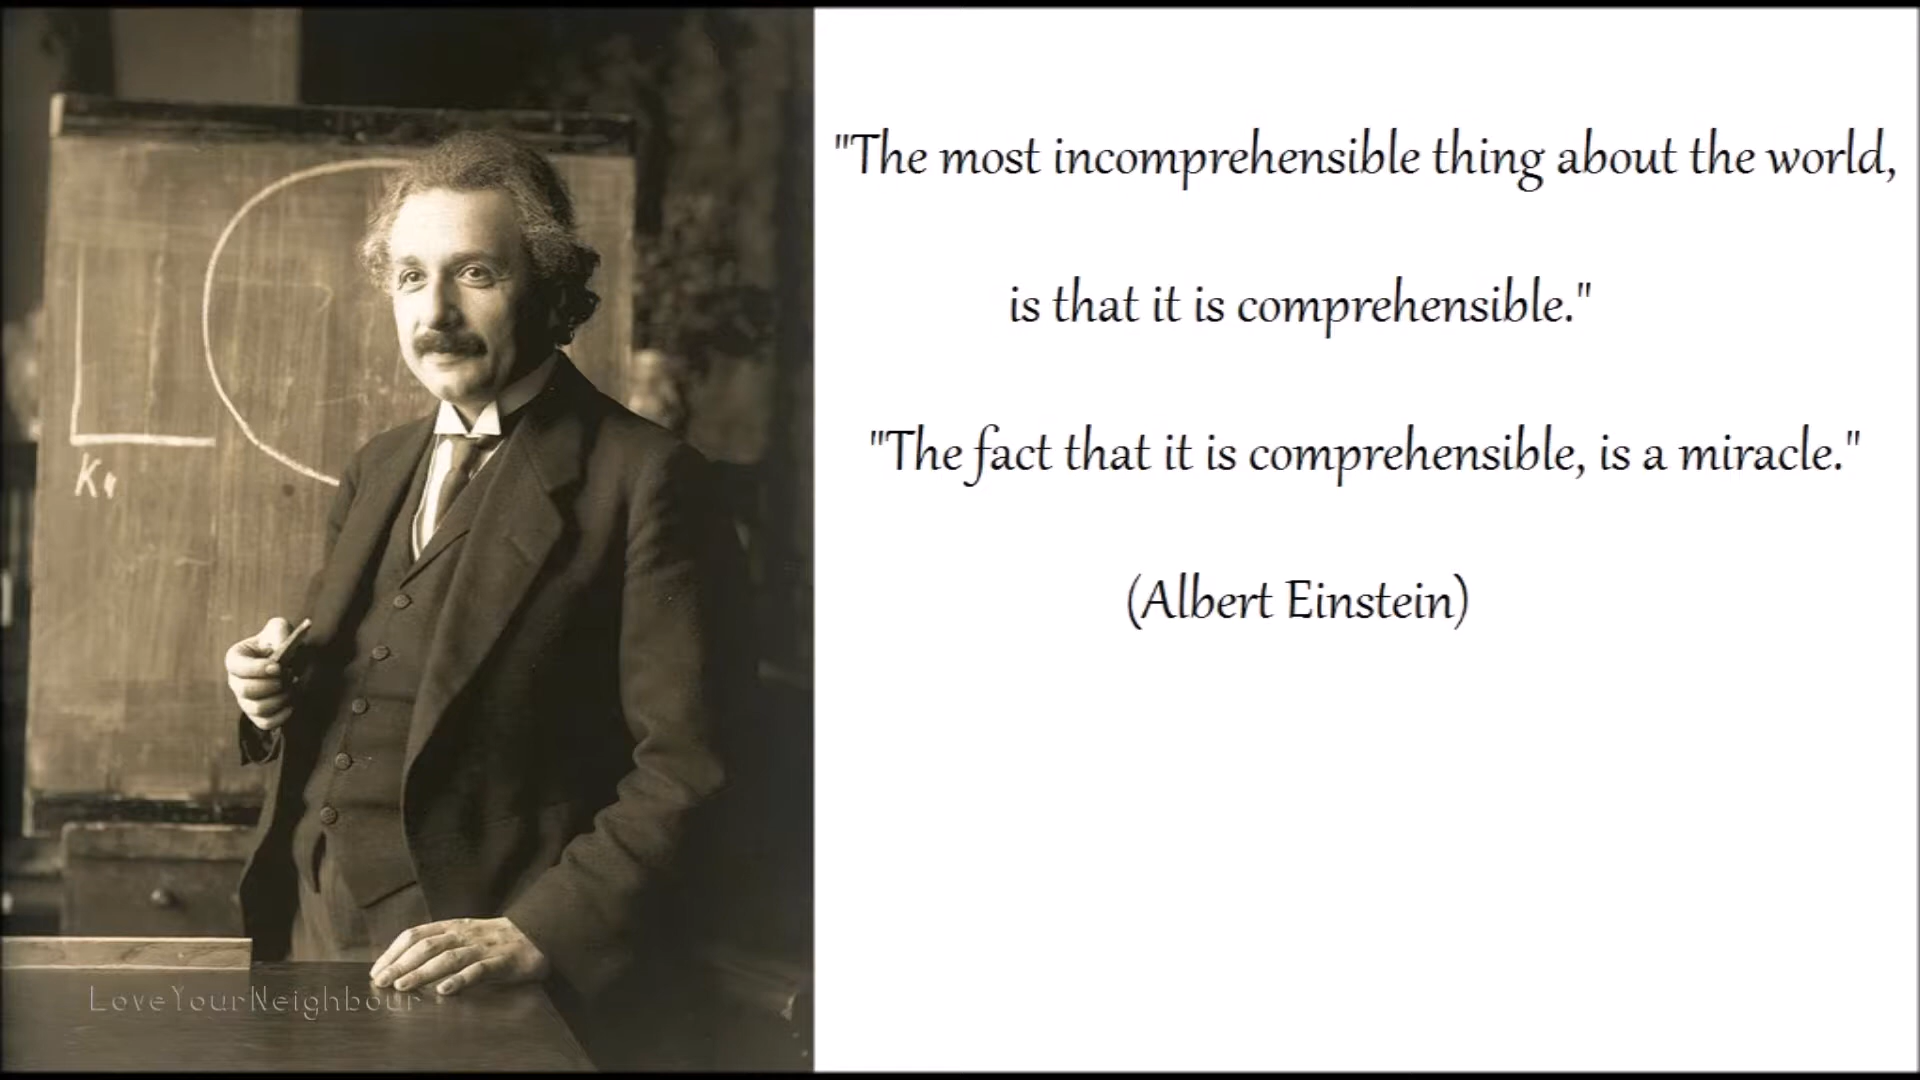 "The most incomprehensible thing about the world,
is that it is comprehensible."
"The fact that it is comprehensible, is a miracle."
(Albert Einstein)
K
LoveYourNeighbour